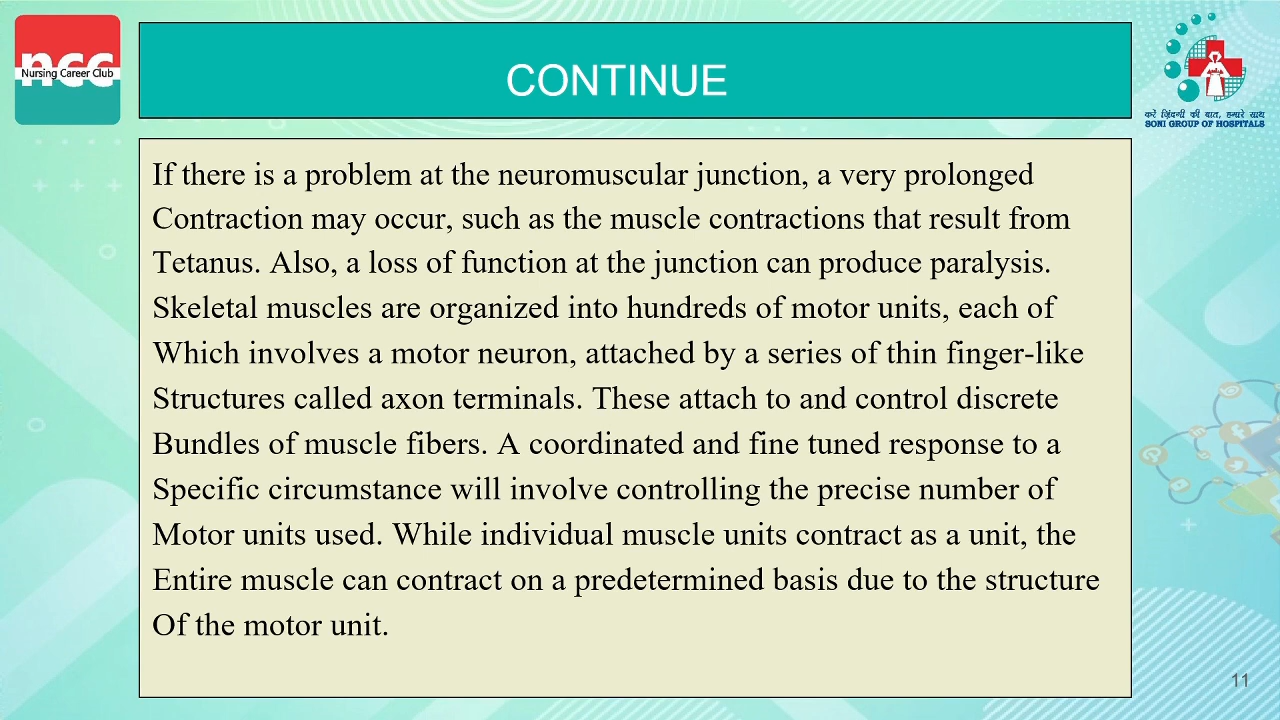 ncc
Nursing Career Club
CONTINUE
करे ज़िंदगी की बात, हमारे साथ
SONI GROUP OF HOSPITALS
If there is a problem at the neuromuscular junction, a very prolonged
Contraction may occur, such as the muscle contractions that result from
Tetanus. Also, a loss of function at the junction can produce paralysis.
Skeletal muscles are organized into hundreds of motor units, each of
Which involves a motor neuron, attached by a series of thin finger-like
Structures called axon terminals. These attach to and control discrete
Bundles of muscle fibers. A coordinated and fine tuned response to a
Specific circumstance will involve controlling the precise number of
Motor units used. While individual muscle units contract as a unit, the
Entire muscle can contract on a predetermined basis due to the structure
Of the motor unit.
11